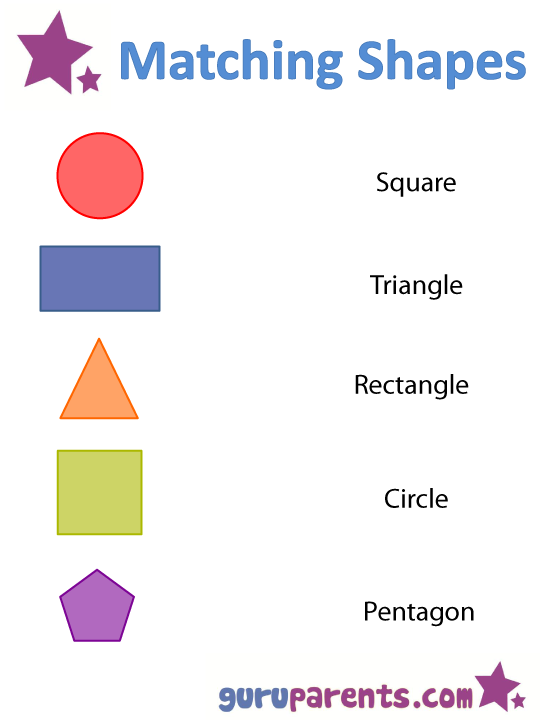 Matching Shapes
Square
Triangle
Rectangle
Circle
Pentagon
guruparents.com